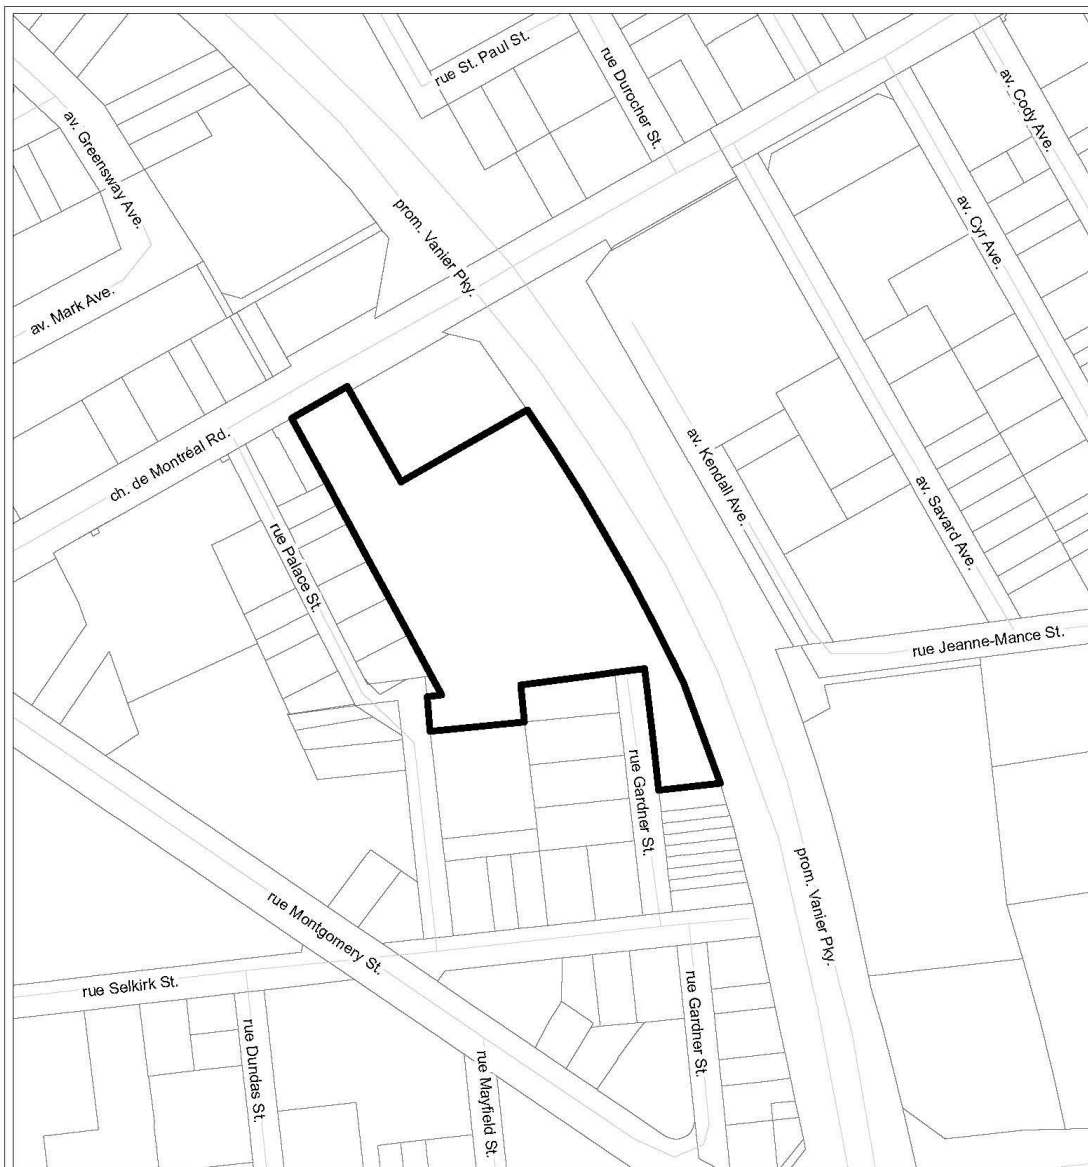 rue St. Paul St.
rue Durocher St.
av. Cody Ave.
av. Greensway Ave.
prom. Vanier Pky.
av. Cyr Ave.
av. Mark Ave.
ch. de Montréal Rd.
av. Kendall Ave.
av. Savard Ave.
rue Palace St.
rue Jeanne-Mance St.
rue Gardner St.
prom. Vanier Pky.
rue Montgomery St.
rue Selkirk St.
rue Gardner St.
rue Dundas St.
rue Mayfield St.